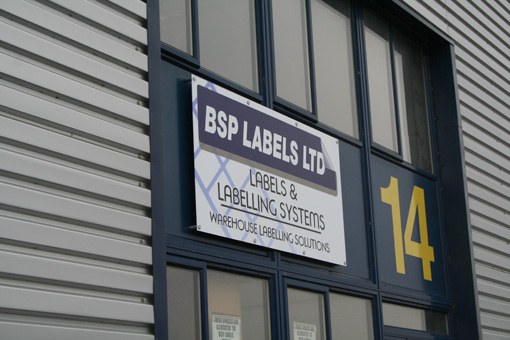 BSP LABELS LTD
LABELS &
LABELLING SYSTEMS
WAREHOUSE LABELLING SOLUTIONS
14